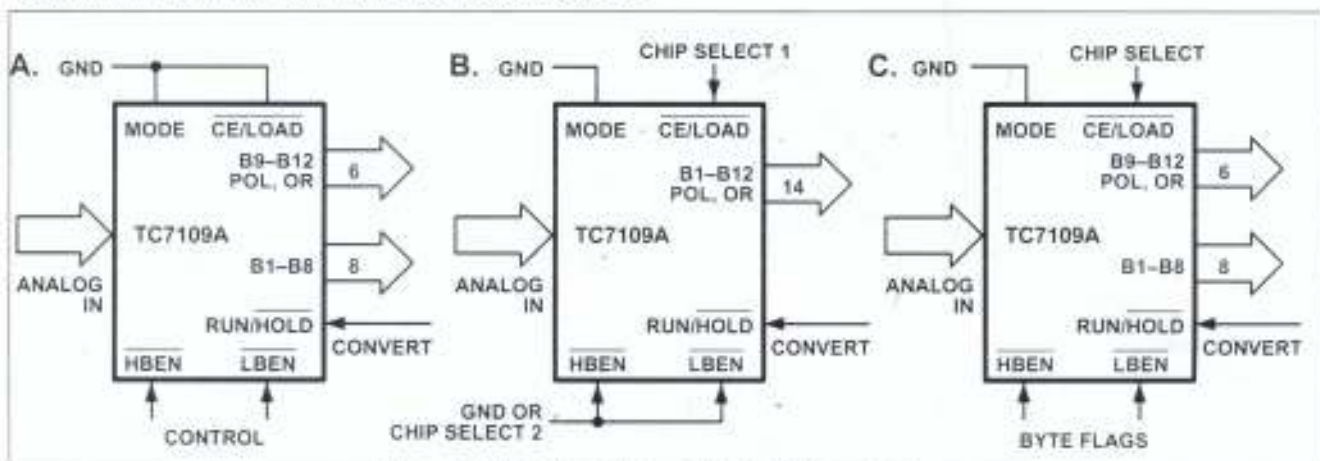 A.
GND
MODE
CE/LOAD
B9–B12
POL, OR
6
TC7109A
B1–B8
8
ANALOG
IN
RUN/HOLD
CONVERT
HBEN
LBEN
CONTROL
B.
GND
CHIP SELECT 1
MODE
CE/LOAD
B1–B12
POL, OR
14
TC7109A
ANALOG
IN
RUN/HOLD
CONVERT
HBEN
LBEN
GND OR
CHIP SELECT 2
C.
GND
CHIP SELECT
MODE
CE/LOAD
B9–B12
POL, OR
6
TC7109A
B1–B8
8
ANALOG
IN
RUN/HOLD
CONVERT
HBEN
LBEN
BYTE FLAGS